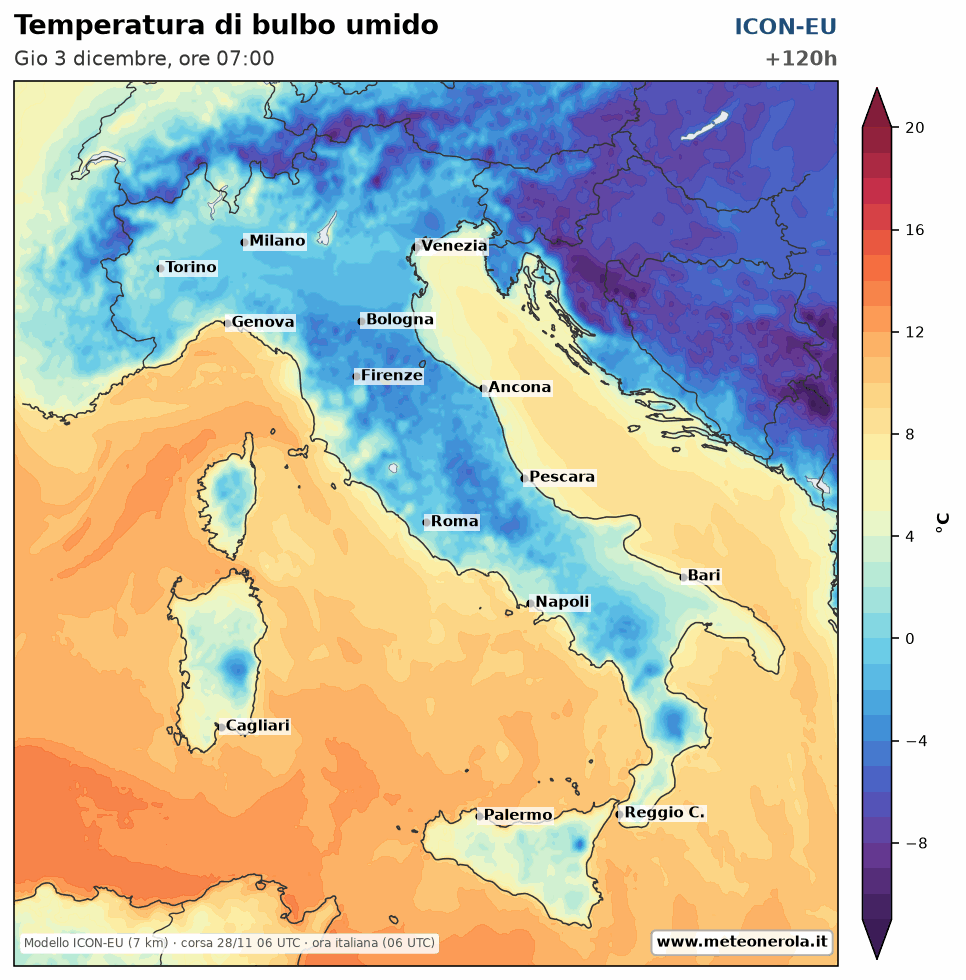 Temperatura di bulbo umido
ICON-EU
Gio 3 dicembre, ore 07:00
+120h
20
16
12
8
4
0
−4
−8
°C
Milano
Venezia
Torino
Genova
Bologna
Firenze
Ancona
Pescara
Roma
Bari
Napoli
Cagliari
Palermo
Reggio C.
Modello ICON-EU (7 km) · corsa 28/11 06 UTC · ora italiana (06 UTC)
www.meteonerola.it